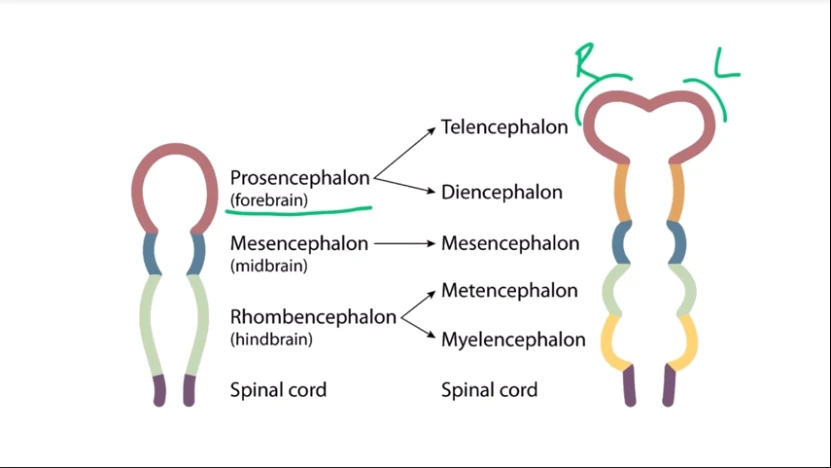 R
L
Telencephalon
Prosencephalon
(forebrain)
Diencephalon
Mesencephalon
(midbrain)
Mesencephalon
Metencephalon
Rhombencephalon
(hindbrain)
Myelencephalon
Spinal cord
Spinal cord